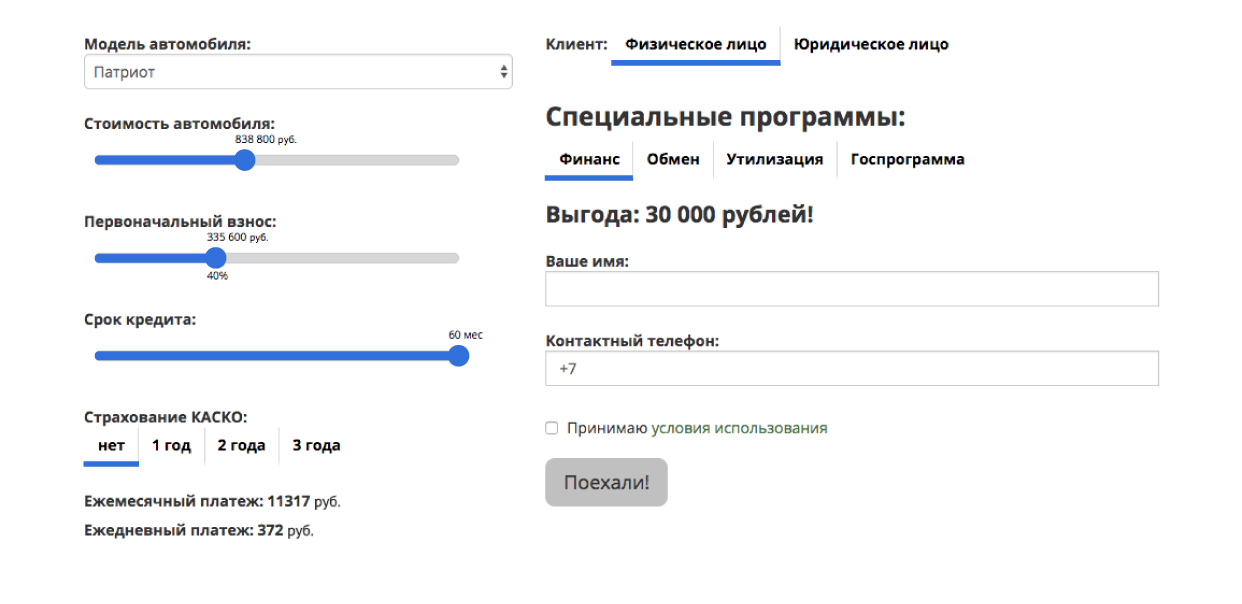 Модель автомобиля:
Патриот
Стоимость автомобиля:
838 800 руб.
Первоначальный взнос:
335 600 руб.
40%
Срок кредита:
60 мес
Страхование КАСКО:
нет 1 год 2 года 3 года
Ежемесячный платеж: 11317 руб.
Ежедневный платеж: 372 руб.
Клиент: Физическое лицо Юридическое лицо
Специальные программы:
Финанс Обмен Утилизация Госпрограмма
Выгода: 30 000 рублей!
Ваше имя:
Контактный телефон:
+7
Принимаю условия использования
Поехали!